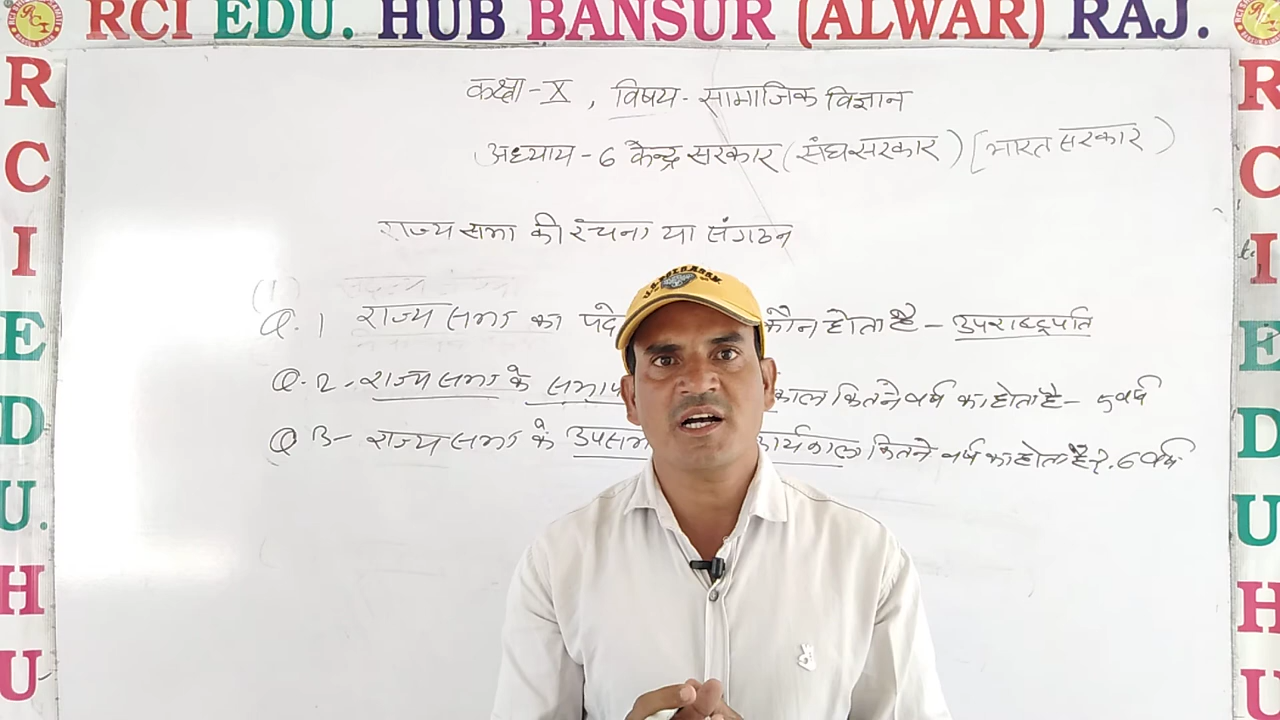 RCI EDU. HUB BANSUR (ALWAR) RAJ.
R
C
I
E
D
U.
H
U
कक्षा - X , विषय - सामाजिक विज्ञान
अध्याय - 6 केन्द्र सरकार (संघ सरकार) [भारत सरकार)
राज्य सभा की रचना या संगठन
(1)
Q. 1 राज्य सभा का पदे कौन होता है - उपराष्ट्रपति
Q. 2 - राज्य सभा के सभाप काल कितने वर्ष का होता है - 5 वर्ष
Q 3 - राज्य सभा के उपसभ कार्यकाल कितने वर्ष का होता है ?. 6 वर्ष
R
C
I
E
D
U
H
U